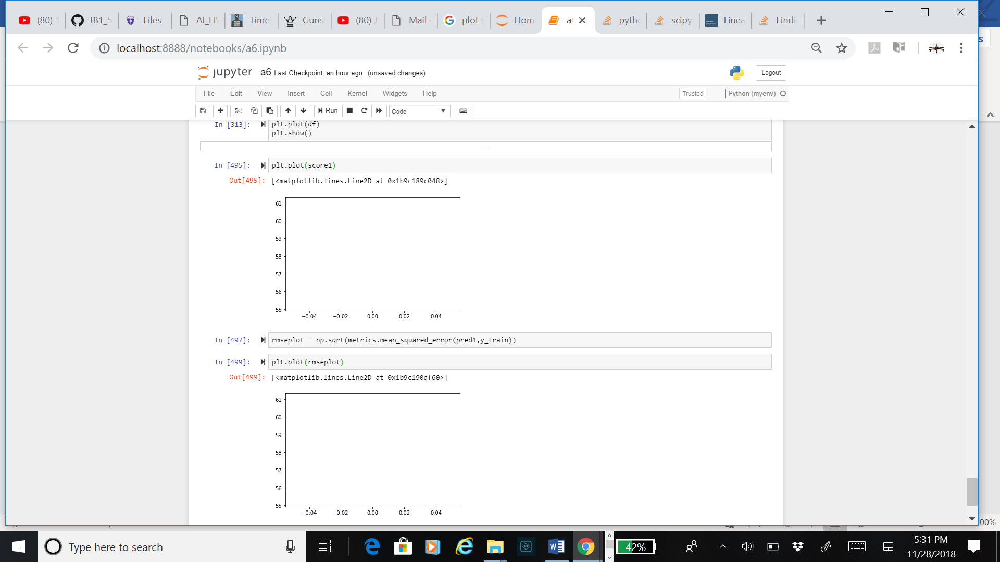 (80) 1
t81_5
Files
AI_H
Time
Guns
(80) J
Mail
plot
Hom
a
pytho
scipy
Linea
Findi
localhost:8888/notebooks/a6.ipynb
s
jupyter a6 Last Checkpoint: an hour ago (unsaved changes)
Logout
File Edit View Insert Cell Kernel Widgets Help
Trusted
Python (myenv)
Run
Code
In [313]: plt.plot(df)
plt.show()
...
In [495]: plt.plot(score1)
Out[495]: [<matplotlib.lines.Line2D at 0x1b9c189c048>]
61
60
59
58
57
56
55
−0.04 −0.02 0.00 0.02 0.04
In [497]: rmseplot = np.sqrt(metrics.mean_squared_error(pred1,y_train))
In [499]: plt.plot(rmseplot)
Out[499]: [<matplotlib.lines.Line2D at 0x1b9c190df60>]
61
60
59
58
57
56
55
−0.04 −0.02 0.00 0.02 0.04
00%
Type here to search
42%
5:31 PM
11/28/2018